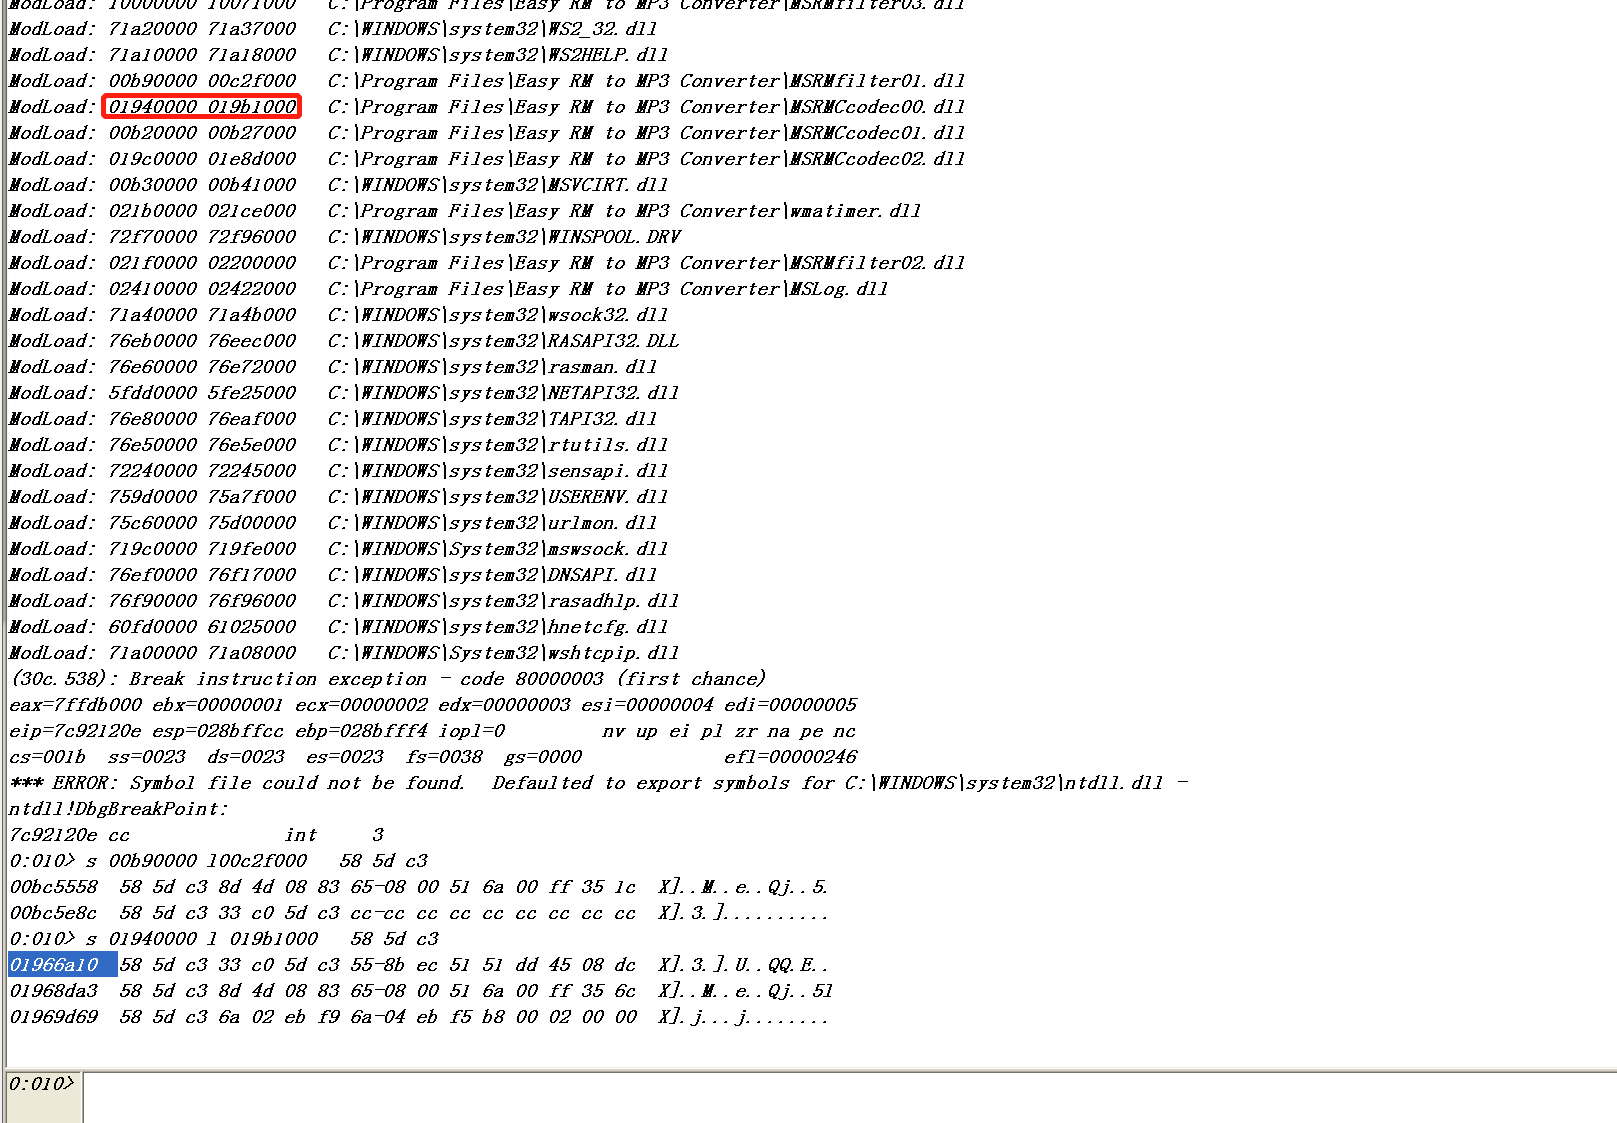 ModLoad: 10000000 10071000   C:\Program Files\Easy RM to MP3 Converter\MSRMfilter03.dll
ModLoad: 71a20000 71a37000   C:\WINDOWS\system32\WS2_32.dll
ModLoad: 71a10000 71a18000   C:\WINDOWS\system32\WS2HELP.dll
ModLoad: 00b90000 00c2f000   C:\Program Files\Easy RM to MP3 Converter\MSRMfilter01.dll
ModLoad: 01940000 019b1000   C:\Program Files\Easy RM to MP3 Converter\MSRMCcodec00.dll
ModLoad: 00b20000 00b27000   C:\Program Files\Easy RM to MP3 Converter\MSRMCcodec01.dll
ModLoad: 019c0000 01e8d000   C:\Program Files\Easy RM to MP3 Converter\MSRMCcodec02.dll
ModLoad: 00b30000 00b41000   C:\WINDOWS\system32\MSVCIRT.dll
ModLoad: 021b0000 021ce000   C:\Program Files\Easy RM to MP3 Converter\wmatimer.dll
ModLoad: 72f70000 72f96000   C:\WINDOWS\system32\WINSPOOL.DRV
ModLoad: 021f0000 02200000   C:\Program Files\Easy RM to MP3 Converter\MSRMfilter02.dll
ModLoad: 02410000 02422000   C:\Program Files\Easy RM to MP3 Converter\MSLog.dll
ModLoad: 71a40000 71a4b000   C:\WINDOWS\system32\wsock32.dll
ModLoad: 76eb0000 76eec000   C:\WINDOWS\system32\RASAPI32.DLL
ModLoad: 76e60000 76e72000   C:\WINDOWS\system32\rasman.dll
ModLoad: 5fdd0000 5fe25000   C:\WINDOWS\system32\NETAPI32.dll
ModLoad: 76e80000 76eaf000   C:\WINDOWS\system32\TAPI32.dll
ModLoad: 76e50000 76e5e000   C:\WINDOWS\system32\rtutils.dll
ModLoad: 72240000 72245000   C:\WINDOWS\system32\sensapi.dll
ModLoad: 759d0000 75a7f000   C:\WINDOWS\system32\USERENV.dll
ModLoad: 75c60000 75d00000   C:\WINDOWS\system32\urlmon.dll
ModLoad: 719c0000 719fe000   C:\WINDOWS\System32\mswsock.dll
ModLoad: 76ef0000 76f17000   C:\WINDOWS\system32\DNSAPI.dll
ModLoad: 76f90000 76f96000   C:\WINDOWS\system32\rasadhlp.dll
ModLoad: 60fd0000 61025000   C:\WINDOWS\system32\hnetcfg.dll
ModLoad: 71a00000 71a08000   C:\WINDOWS\System32\wshtcpip.dll
(30c.538): Break instruction exception - code 80000003 (first chance)
eax=7ffdb000 ebx=00000001 ecx=00000002 edx=00000003 esi=00000004 edi=00000005
eip=7c92120e esp=028bffcc ebp=028bfff4 iopl=0         nv up ei pl zr na pe nc
cs=001b  ss=0023  ds=0023  es=0023  fs=0038  gs=0000             efl=00000246
*** ERROR: Symbol file could not be found.  Defaulted to export symbols for C:\WINDOWS\system32\ntdll.dll -
ntdll!DbgBreakPoint:
7c92120e cc              int     3
0:010> s 00b90000 l00c2f000   58 5d c3
00bc5558  58 5d c3 8d 4d 08 83 65-08 00 51 6a 00 ff 35 1c  X]..M..e..Qj..5.
00bc5e8c  58 5d c3 33 c0 5d c3 cc-cc cc cc cc cc cc cc cc  X].3.]..........
0:010> s 01940000 l 019b1000   58 5d c3
01966a10  58 5d c3 33 c0 5d c3 55-8b ec 51 51 dd 45 08 dc  X].3.].U..QQ.E..
01968da3  58 5d c3 8d 4d 08 83 65-08 00 51 6a 00 ff 35 6c  X]..M..e..Qj..5l
01969d69  58 5d c3 6a 02 eb f9 6a-04 eb f5 b8 00 02 00 00  X].j...j........
0:010>